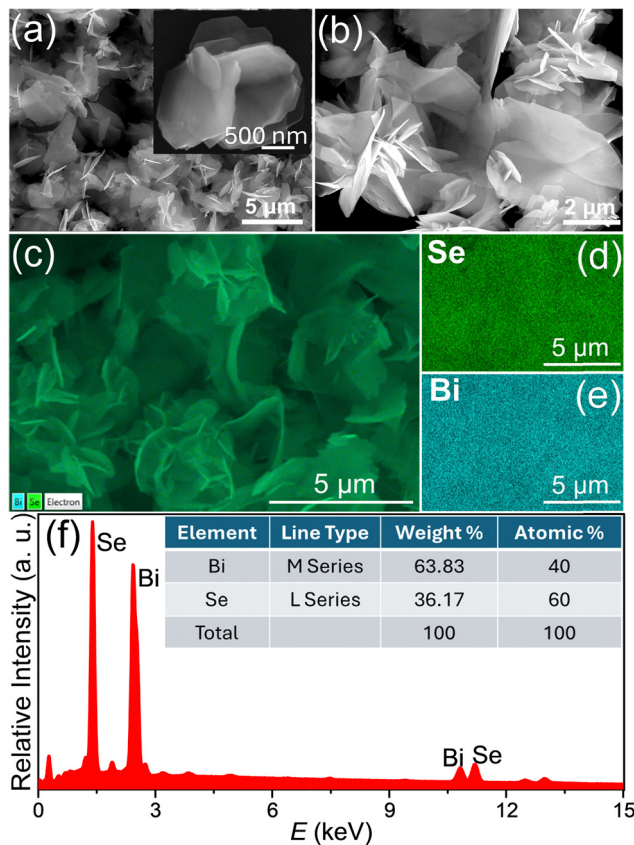 (a)
500 nm
5 μm
(b)
2 μm
(c)
Bi Se Electron
5 μm
Se (d)
5 μm
Bi (e)
5 μm
(f)
Relative Intensity (a. u.)
Se
Bi
Element Line Type Weight % Atomic %
Bi M Series 63.83 40
Se L Series 36.17 60
Total 100 100
Bi Se
0 3 6 9 12 15
E (keV)